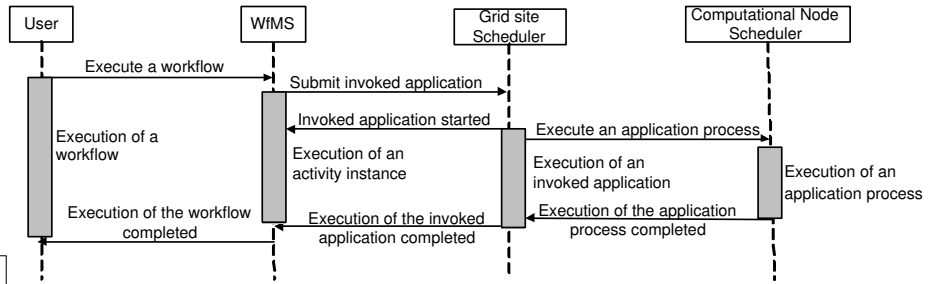 User
WfMS
Grid site
Scheduler
Computational Node
Scheduler
Execute a workflow
Submit invoked application
Invoked application started
Execute an application process
Execution of a
workflow
Execution of an
activity instance
Execution of an
invoked application
Execution of an
application process
Execution of the workflow
completed
Execution of the invoked
application completed
Execution of the application
process completed